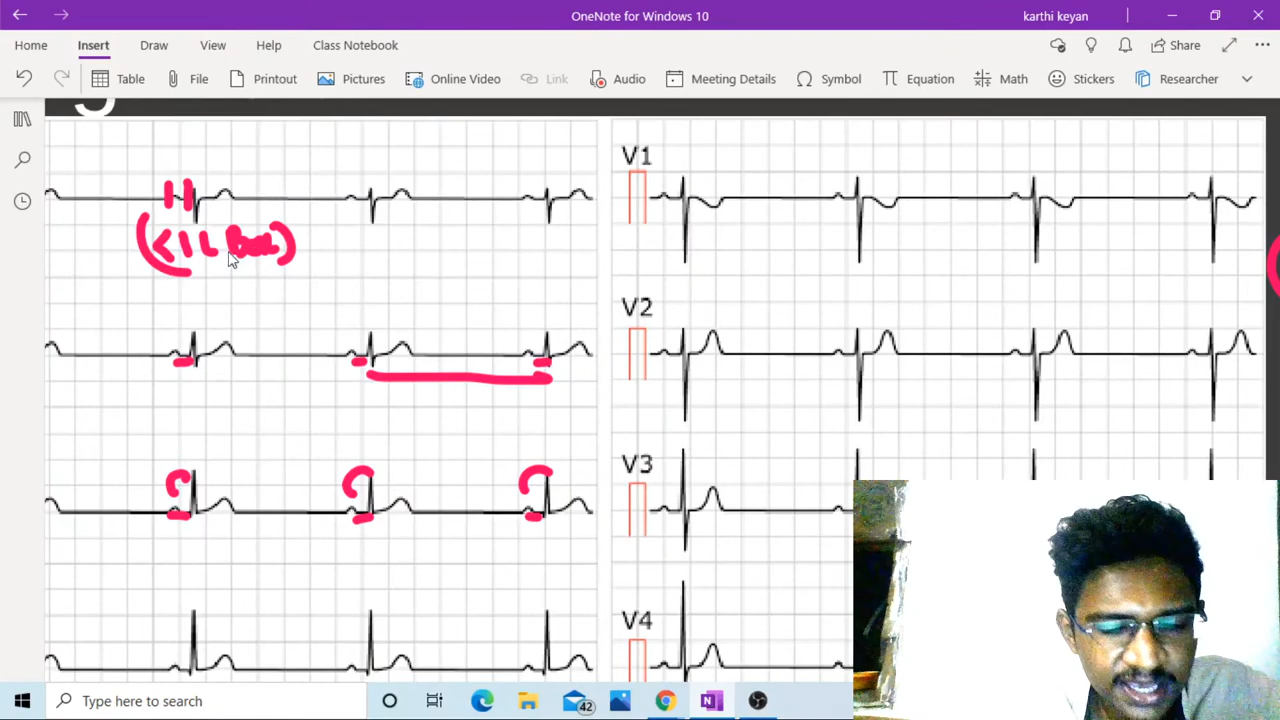 OneNote for Windows 10
karthi keyan
Home Insert Draw View Help Class Notebook
Share
Table File Printout Pictures Online Video Link Audio Meeting Details Symbol Equation Math Stickers Researcher
V1
V2
V3
V4
Type here to search
42